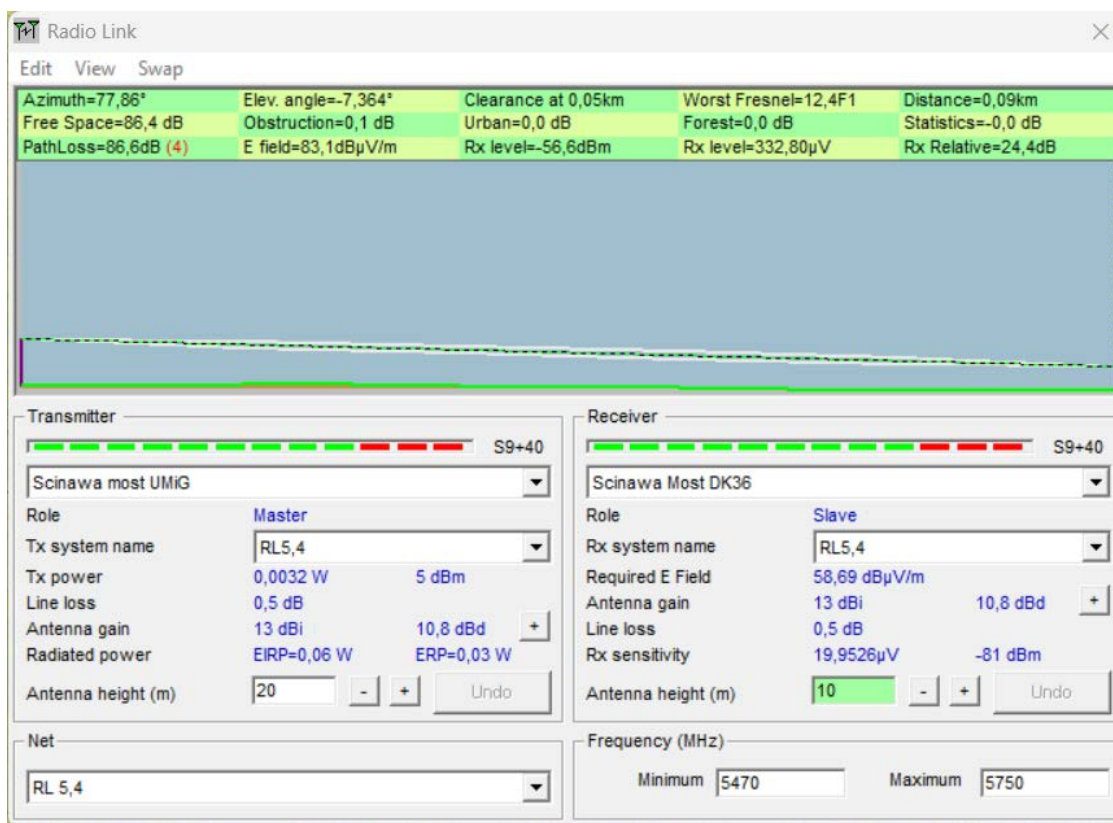 Radio Link
Edit View Swap
Azimuth=77,86° Elev. angle=-7,364° Clearance at 0,05km Worst Fresnel=12,4F1 Distance=0,09km
Free Space=86,4 dB Obstruction=0,1 dB Urban=0,0 dB Forest=0,0 dB Statistics=-0,0 dB
PathLoss=86,6dB (4) E field=83,1dBµV/m Rx level=-56,6dBm Rx level=332,80µV Rx Relative=24,4dB
Transmitter
S9+40
Scinawa most UMiG
Role Master
Tx system name RL5,4
Tx power 0,0032 W 5 dBm
Line loss 0,5 dB
Antenna gain 13 dBi 10,8 dBd +
Radiated power EIRP=0,06 W ERP=0,03 W
Antenna height (m) 20 - + Undo
Receiver
S9+40
Scinawa Most DK36
Role Slave
Rx system name RL5,4
Required E Field 58,69 dBµV/m
Antenna gain 13 dBi 10,8 dBd +
Line loss 0,5 dB
Rx sensitivity 19,9526µV -81 dBm
Antenna height (m) 10 - + Undo
Net
RL 5,4
Frequency (MHz)
Minimum 5470 Maximum 5750